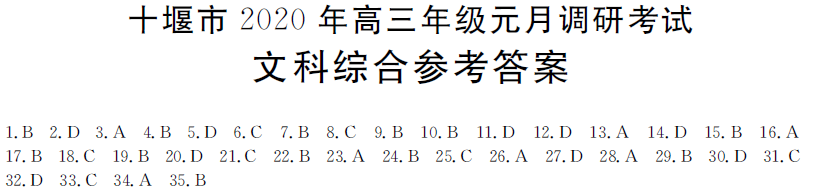 十堰市 2020 年高三年级元月调研考试
文科综合参考答案
1.B 2.D 3.A 4.B 5.D 6.C 7.B 8.C 9.B 10.B 11.D 12.D 13.A 14.D 15.B 16.A
17.B 18.C 19.B 20.D 21.C 22.B 23.A 24.B 25.C 26.A 27.D 28.A 29.B 30.D 31.C
32.D 33.C 34.A 35.B